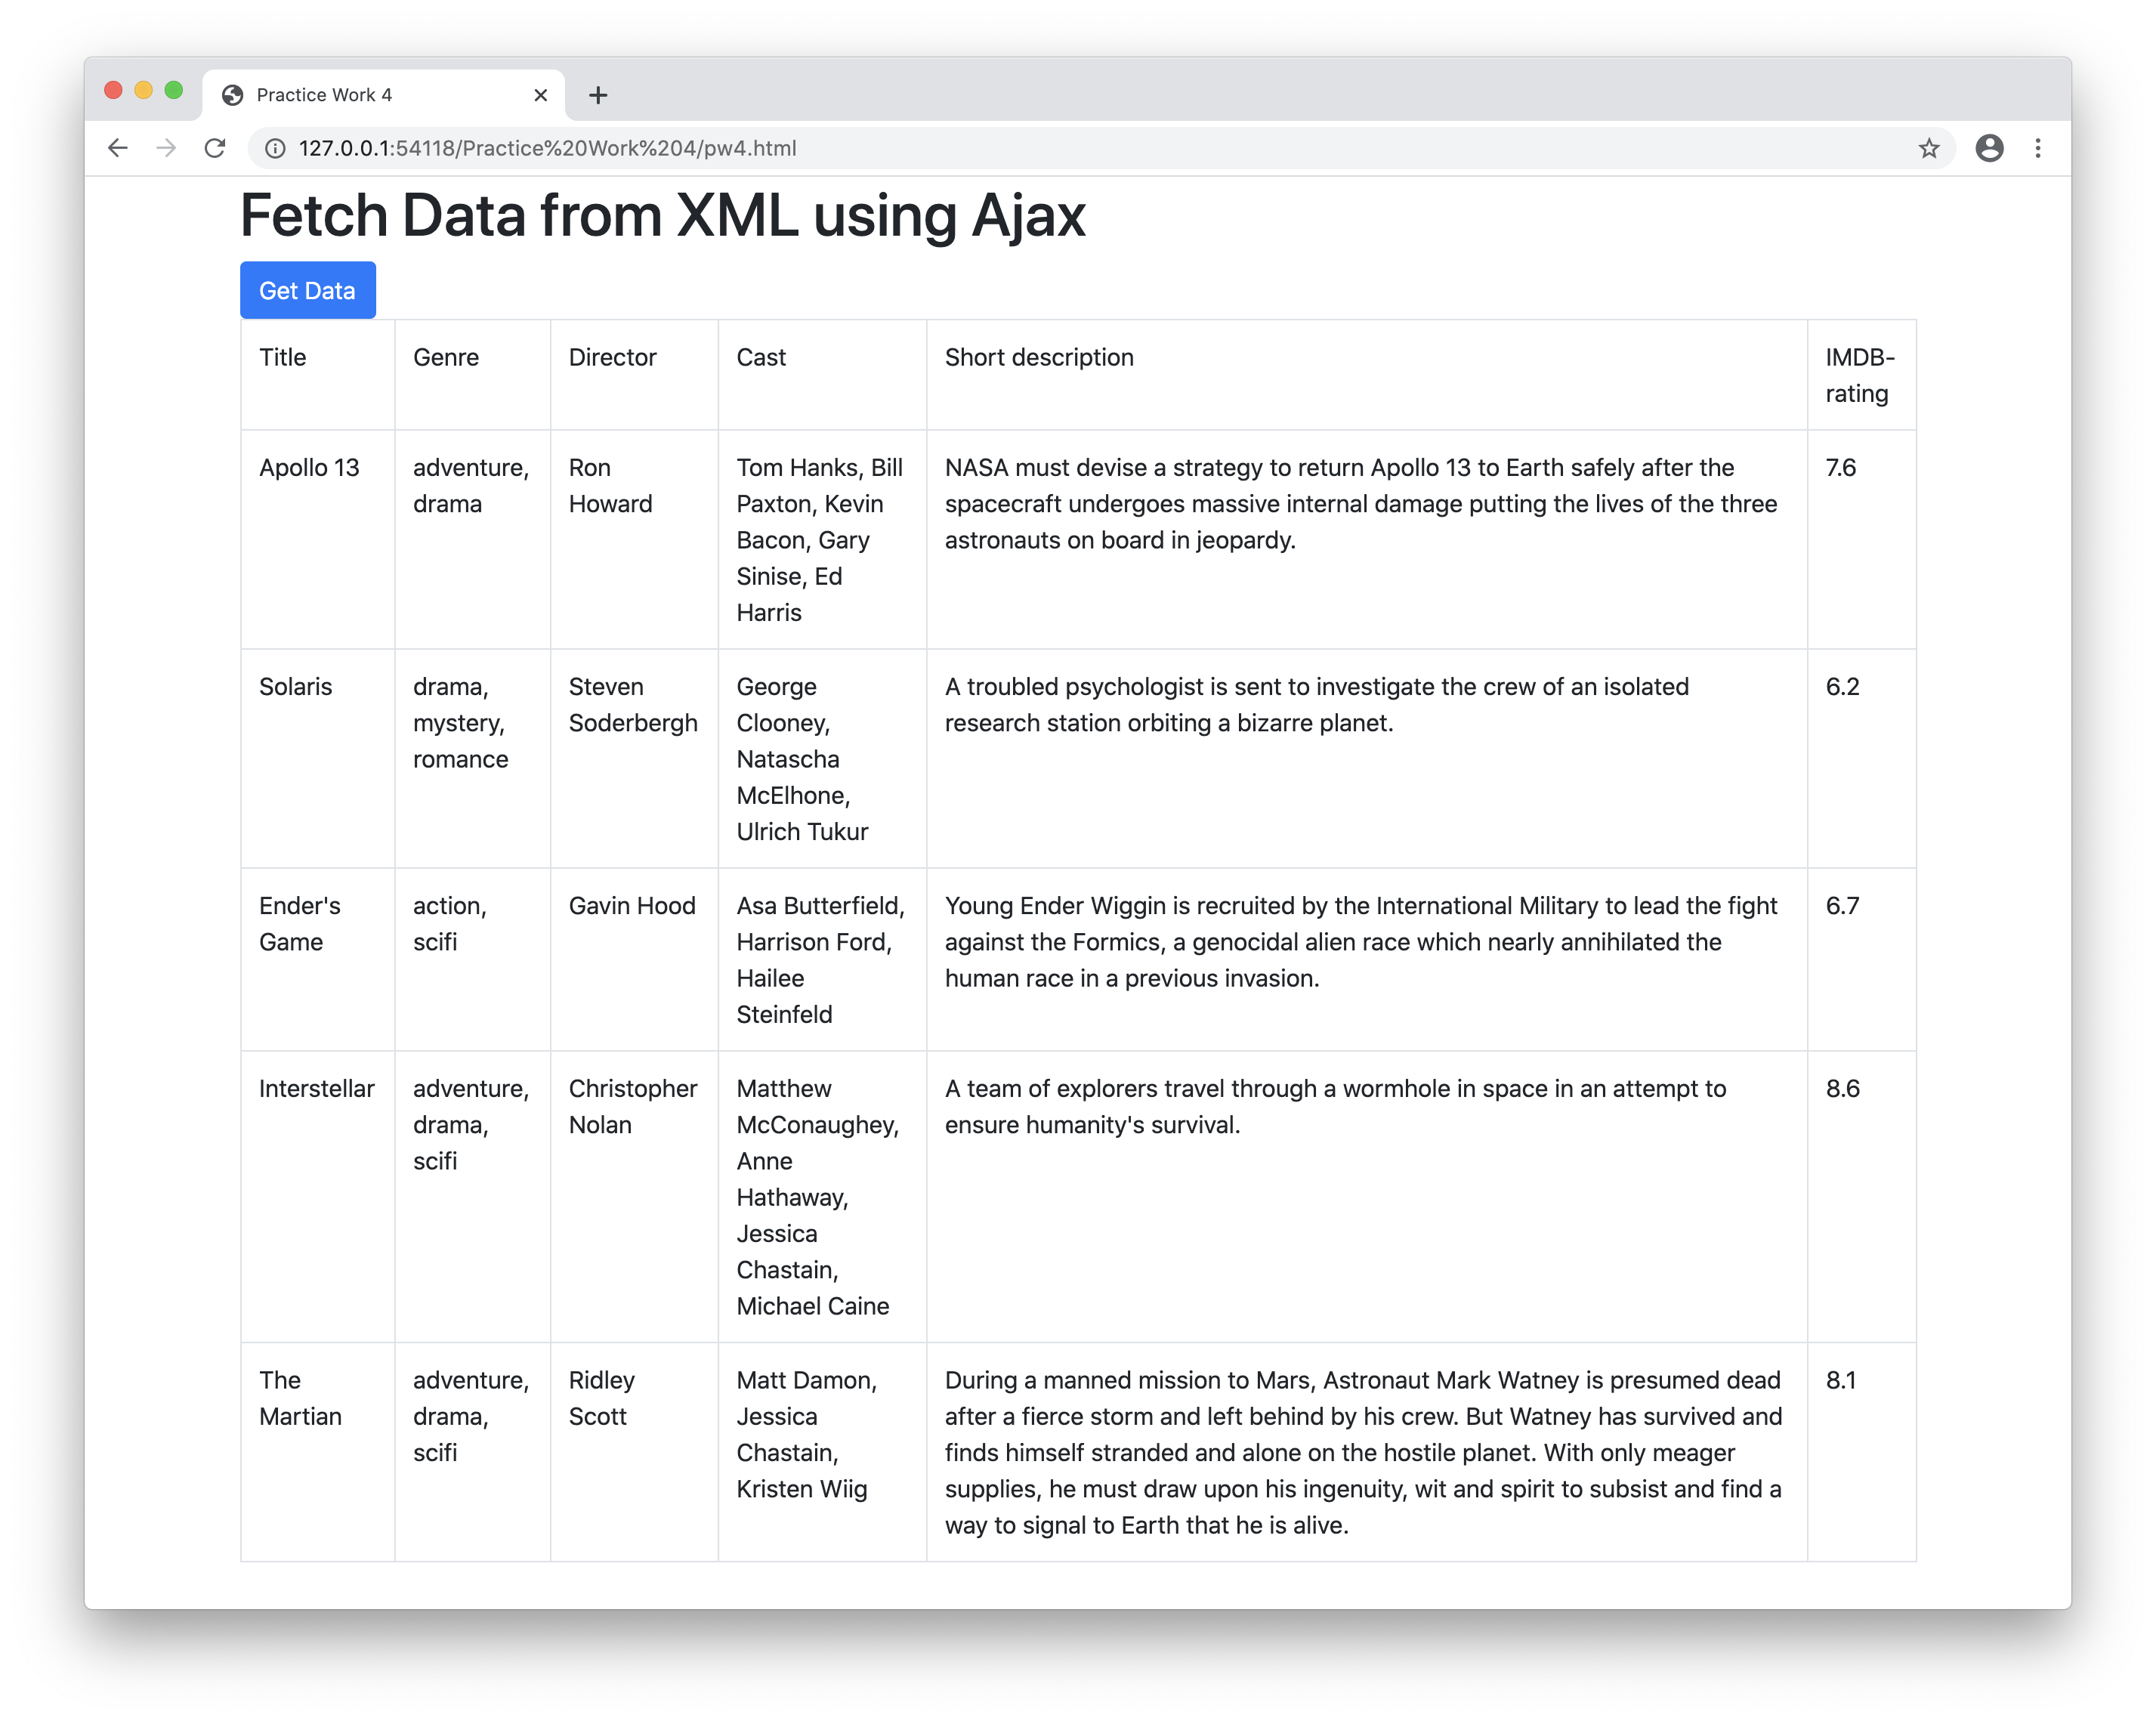 Practice Work 4
127.0.0.1:54118/Practice%20Work%204/pw4.html
Fetch Data from XML using Ajax
Get Data
Title
Genre
Director
Cast
Short description
IMDB-
rating
Apollo 13
adventure,
drama
Ron
Howard
Tom Hanks, Bill
Paxton, Kevin
Bacon, Gary
Sinise, Ed
Harris
NASA must devise a strategy to return Apollo 13 to Earth safely after the
spacecraft undergoes massive internal damage putting the lives of the three
astronauts on board in jeopardy.
7.6
Solaris
drama,
mystery,
romance
Steven
Soderbergh
George
Clooney,
Natascha
McElhone,
Ulrich Tukur
A troubled psychologist is sent to investigate the crew of an isolated
research station orbiting a bizarre planet.
6.2
Ender's
Game
action,
scifi
Gavin Hood
Asa Butterfield,
Harrison Ford,
Hailee
Steinfeld
Young Ender Wiggin is recruited by the International Military to lead the fight
against the Formics, a genocidal alien race which nearly annihilated the
human race in a previous invasion.
6.7
Interstellar
adventure,
drama,
scifi
Christopher
Nolan
Matthew
McConaughey,
Anne
Hathaway,
Jessica
Chastain,
Michael Caine
A team of explorers travel through a wormhole in space in an attempt to
ensure humanity's survival.
8.6
The
Martian
adventure,
drama,
scifi
Ridley
Scott
Matt Damon,
Jessica
Chastain,
Kristen Wiig
During a manned mission to Mars, Astronaut Mark Watney is presumed dead
after a fierce storm and left behind by his crew. But Watney has survived and
finds himself stranded and alone on the hostile planet. With only meager
supplies, he must draw upon his ingenuity, wit and spirit to subsist and find a
way to signal to Earth that he is alive.
8.1